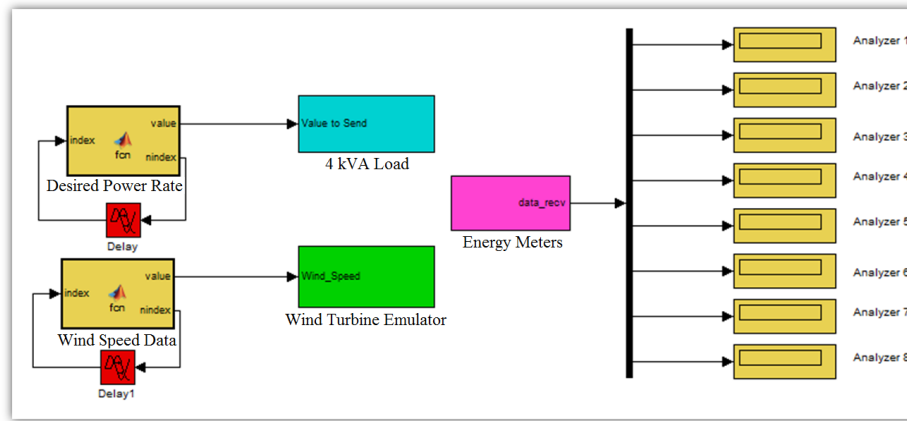 value
index
fcn
nindex
Desired Power Rate
Delay
Value to Send
4 kVA Load
value
index
fcn
nindex
Wind Speed Data
Delay1
Wind_Speed
Wind Turbine Emulator
data_recv
Energy Meters
Analyzer 1
Analyzer 2
Analyzer 3
Analyzer 4
Analyzer 5
Analyzer 6
Analyzer 7
Analyzer 8